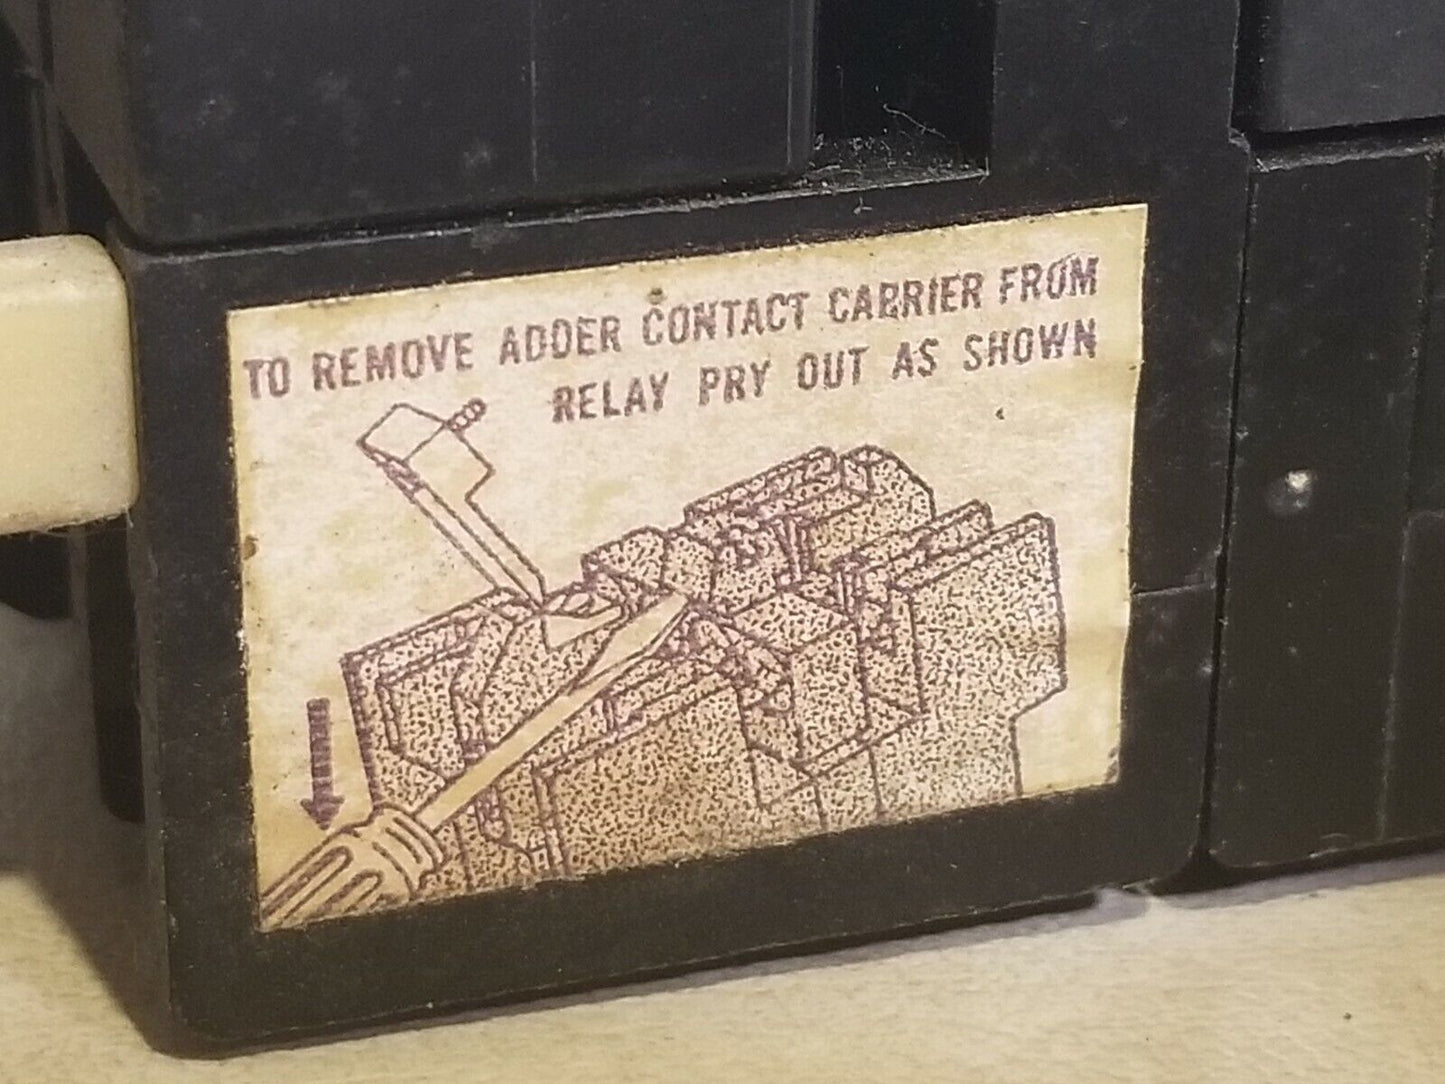 TO REMOVE ADDER CONTACT CARRIER FROM
RELAY PRY OUT AS SHOWN